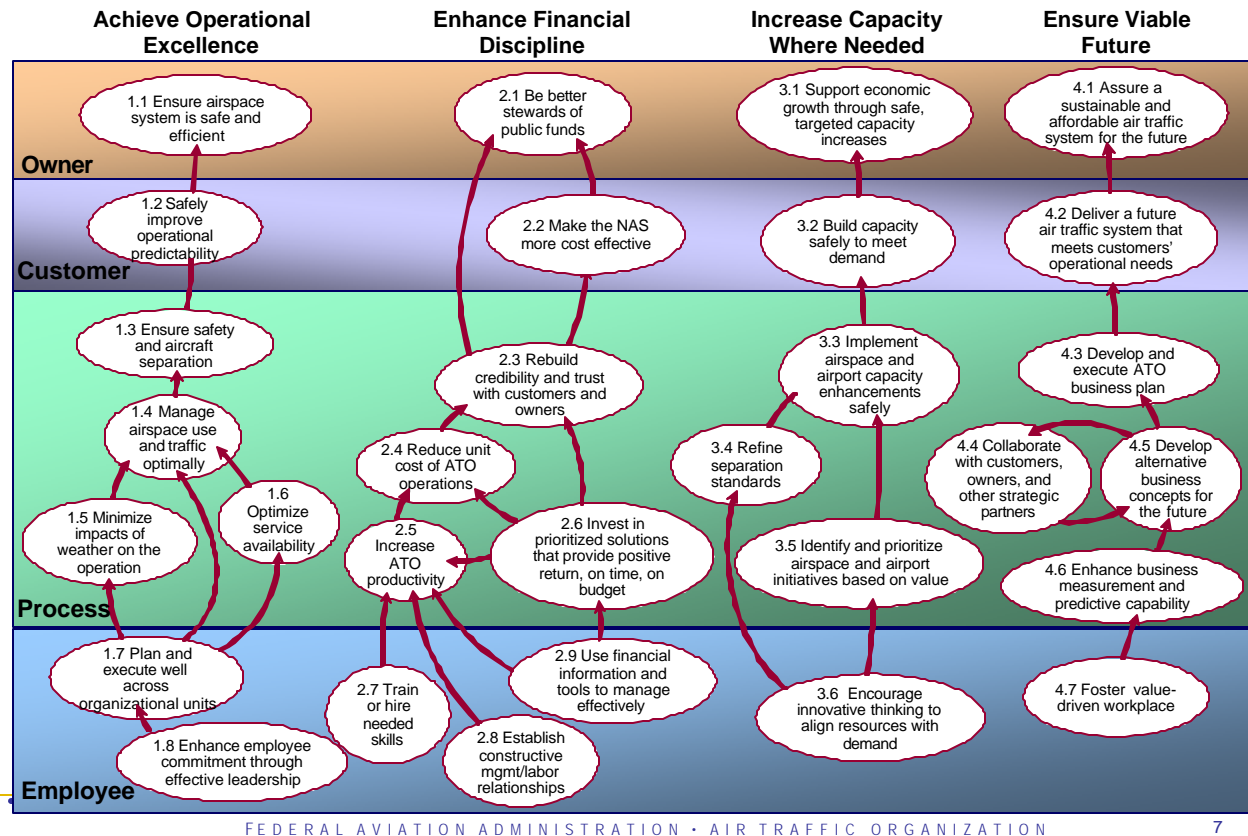 Achieve Operational
Excellence
Enhance Financial
Discipline
Increase Capacity
Where Needed
Ensure Viable
Future
1.1 Ensure airspace
system is safe and
efficient
2.1 Be better
stewards of
public funds
3.1 Support economic
growth through safe,
targeted capacity
increases
4.1 Assure a
sustainable and
affordable air traffic
system for the future
Owner
1.2 Safely
improve
operational
predictability
2.2 Make the NAS
more cost effective
3.2 Build capacity
safely to meet
demand
4.2 Deliver a future
air traffic system that
meets customers'
operational needs
Customer
1.3 Ensure safety
and aircraft
separation
2.3 Rebuild
credibility and trust
with customers and
owners
3.3 Implement
airspace and
airport capacity
enhancements
safely
4.3 Develop and
execute ATO
business plan
1.4 Manage
airspace use
and traffic
optimally
2.4 Reduce unit
cost of ATO
operations
3.4 Refine
separation
standards
4.4 Collaborate
with customers,
owners, and
other strategic
partners
4.5 Develop
alternative
business
concepts for
the future
1.5 Minimize
impacts of
weather on the
operation
1.6
Optimize
service
availability
2.5
Increase
ATO
productivity
2.6 Invest in
prioritized solutions
that provide positive
return, on time, on
budget
3.5 Identify and prioritize
airspace and airport
initiatives based on value
4.6 Enhance business
measurement and
predictive capability
Process
1.7 Plan and
execute well
across
organizational units
2.7 Train
or hire
needed
skills
2.9 Use financial
information and
tools to manage
effectively
3.6 Encourage
innovative thinking to
align resources with
demand
4.7 Foster value-
driven workplace
1.8 Enhance employee
commitment through
effective leadership
2.8 Establish
constructive
mgmt/labor
relationships
Employee
FEDERAL AVIATION ADMINISTRATION • AIR TRAFFIC ORGANIZATION
7